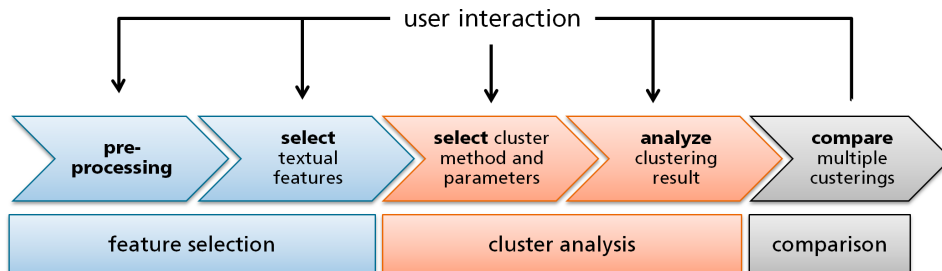 user interaction
pre-
processing
select
textual
features
select cluster
method and
parameters
analyze
clustering
result
compare
multiple
custerings
feature selection
cluster analysis
comparison